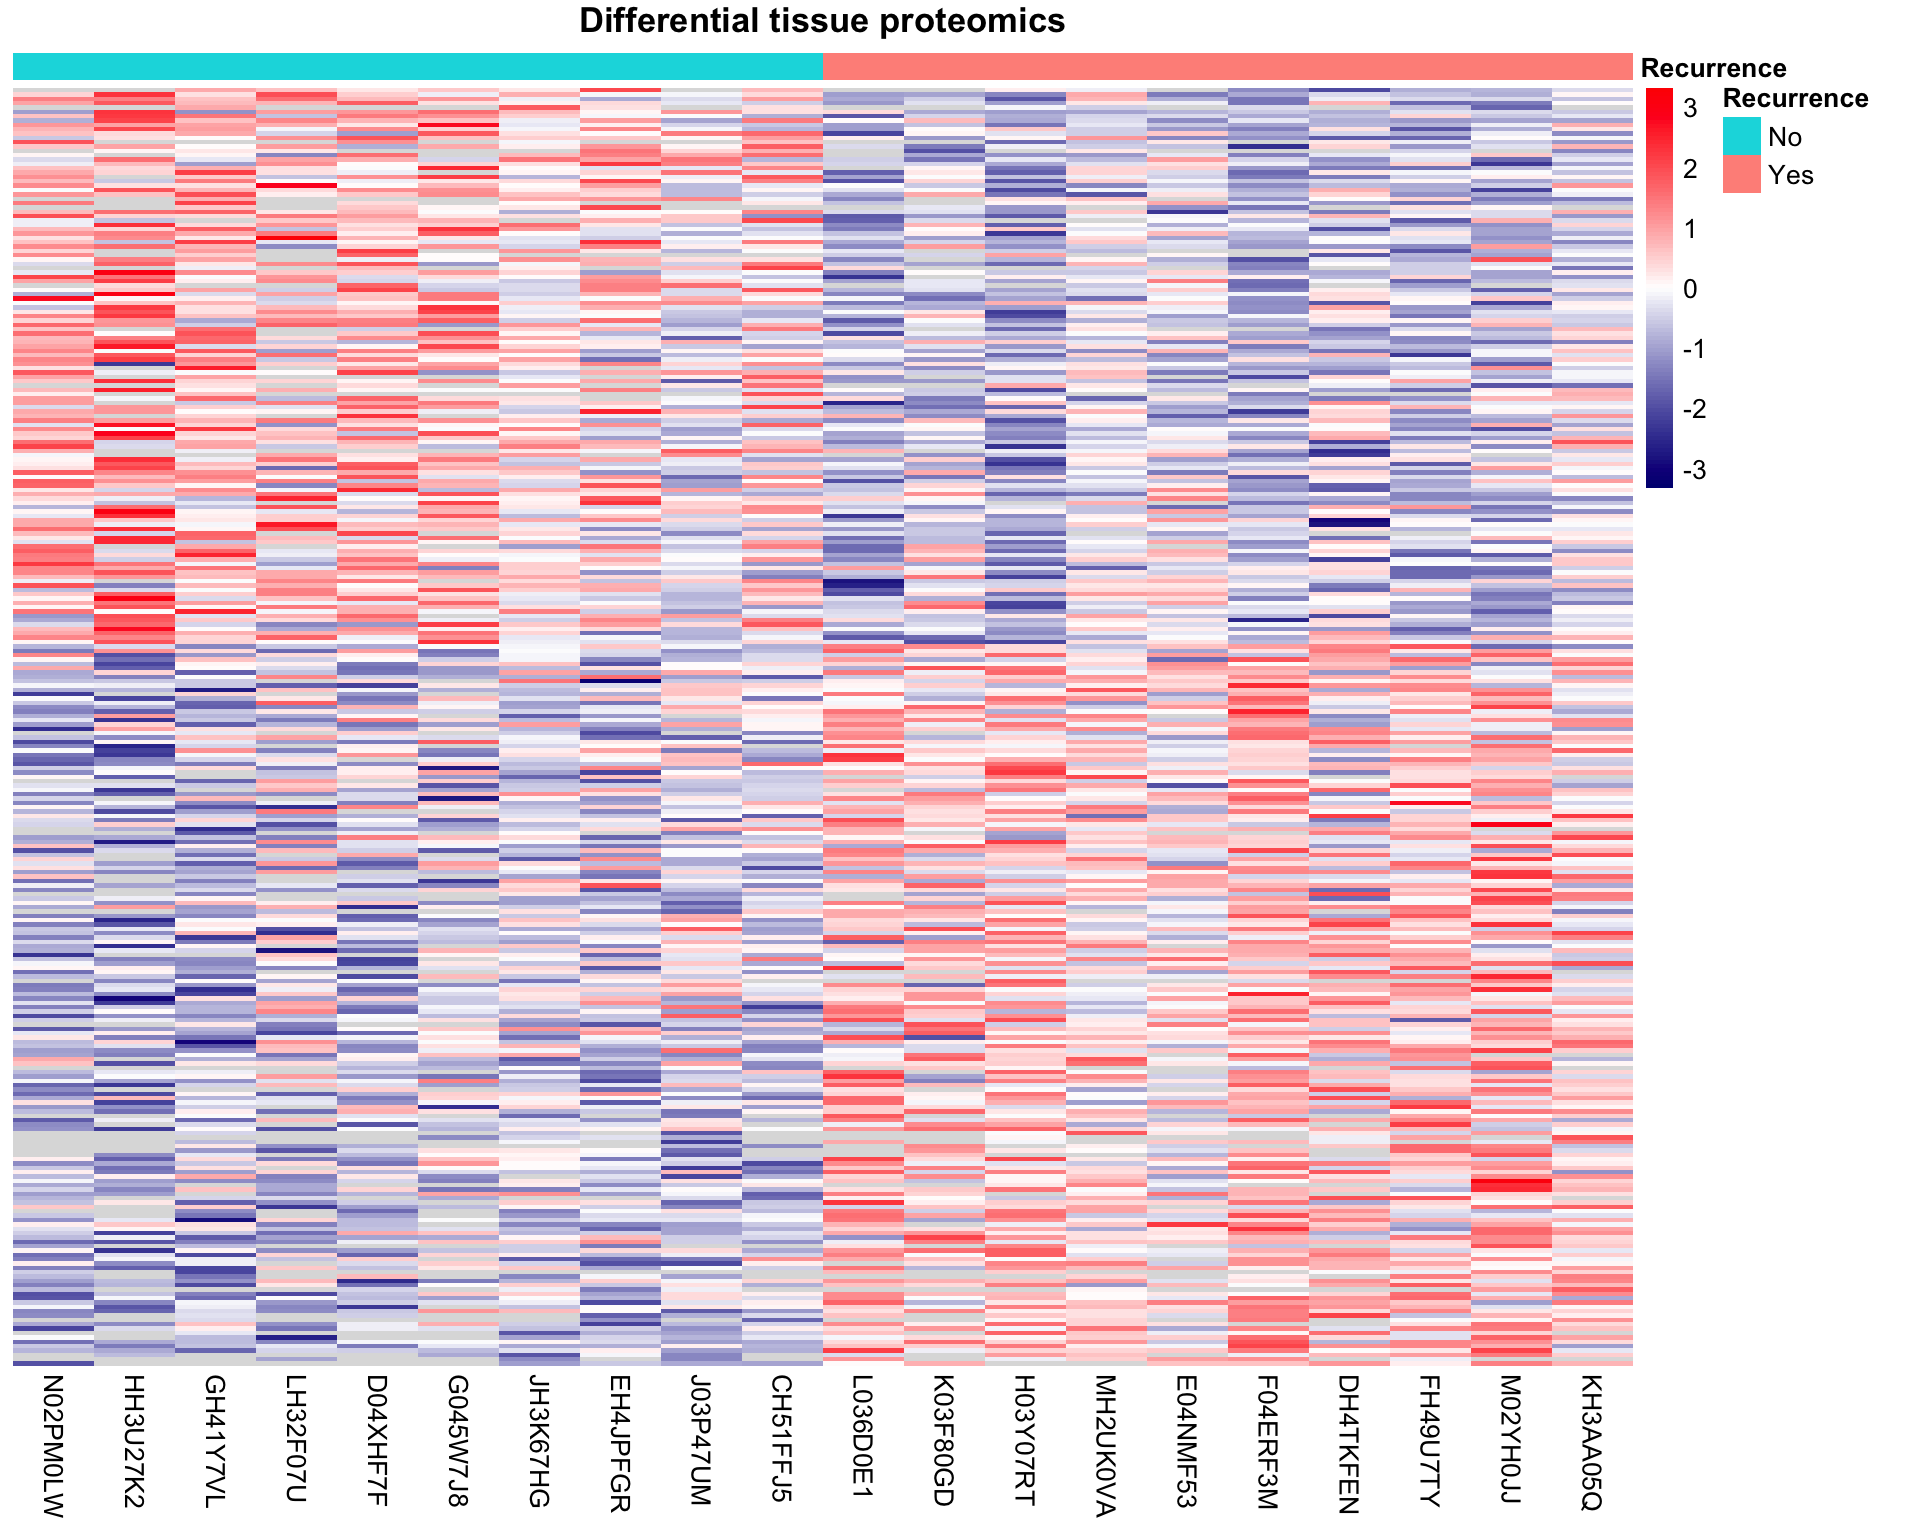 Differential tissue proteomics
Recurrence
3
2
1
0
-1
-2
-3
Recurrence
No
Yes
N02PM0LW
HH3U27K2
GH41Y7VL
LH32F07U
D04XHF7F
G045W7J8
JH3K67HG
EH4JPFGR
J03P47UM
CH51FFJ5
L036D0E1
K03F80GD
H03Y07RT
MH2UK0VA
E04NMF53
F04ERF3M
DH4TKFEN
FH49U7TY
M02YH0JJ
KH3AA05Q